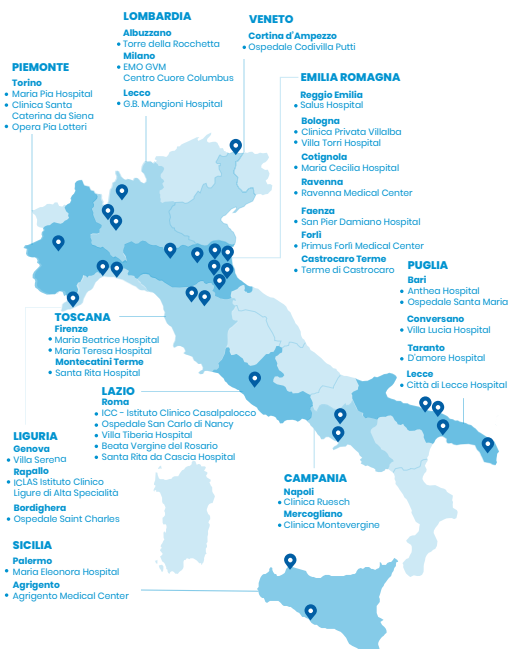 LOMBARDIA
Albuzzano
Torre della Rocchetta
Milano
EMO GVM
Centro Cuore Columbus
Lecco
G.B. Mangioni Hospital
VENETO
Cortina d'Ampezzo
Ospedale Codivilla Putti
PIEMONTE
Torino
Maria Pia Hospital
Clinica Santa
Caterina da Siena
Opera Pia Lotteri
EMILIA ROMAGNA
Reggio Emilia
Salus Hospital
Bologna
Clinica Privata Villalba
Villa Torri Hospital
Cotignola
Maria Cecilia Hospital
Ravenna
Ravenna Medical Center
Faenza
San Pier Damiano Hospital
Forlì
Primus Forlì Medical Center
Castrocaro Terme
Terme di Castrocaro
PUGLIA
Bari
Anthea Hospital
Ospedale Santa Maria
Conversano
Villa Lucia Hospital
Taranto
D'amore Hospital
Lecce
Città di Lecce Hospital
TOSCANA
Firenze
Maria Beatrice Hospital
Maria Teresa Hospital
Montecatini Terme
Santa Rita Hospital
LAZIO
Roma
ICC - Istituto Clinico Casalpalocco
Ospedale San Carlo di Nancy
Villa Tiberia Hospital
Beata Vergine del Rosario
Santa Rita da Cascia Hospital
LIGURIA
Genova
Villa Serena
Rapallo
ICLAS Istituto Clinico
Ligure di Alta Specialità
Bordighera
Ospedale Saint Charles
CAMPANIA
Napoli
Clinica Ruesch
Mercogliano
Clinica Montevergine
SICILIA
Palermo
Maria Eleonora Hospital
Agrigento
Agrigento Medical Center